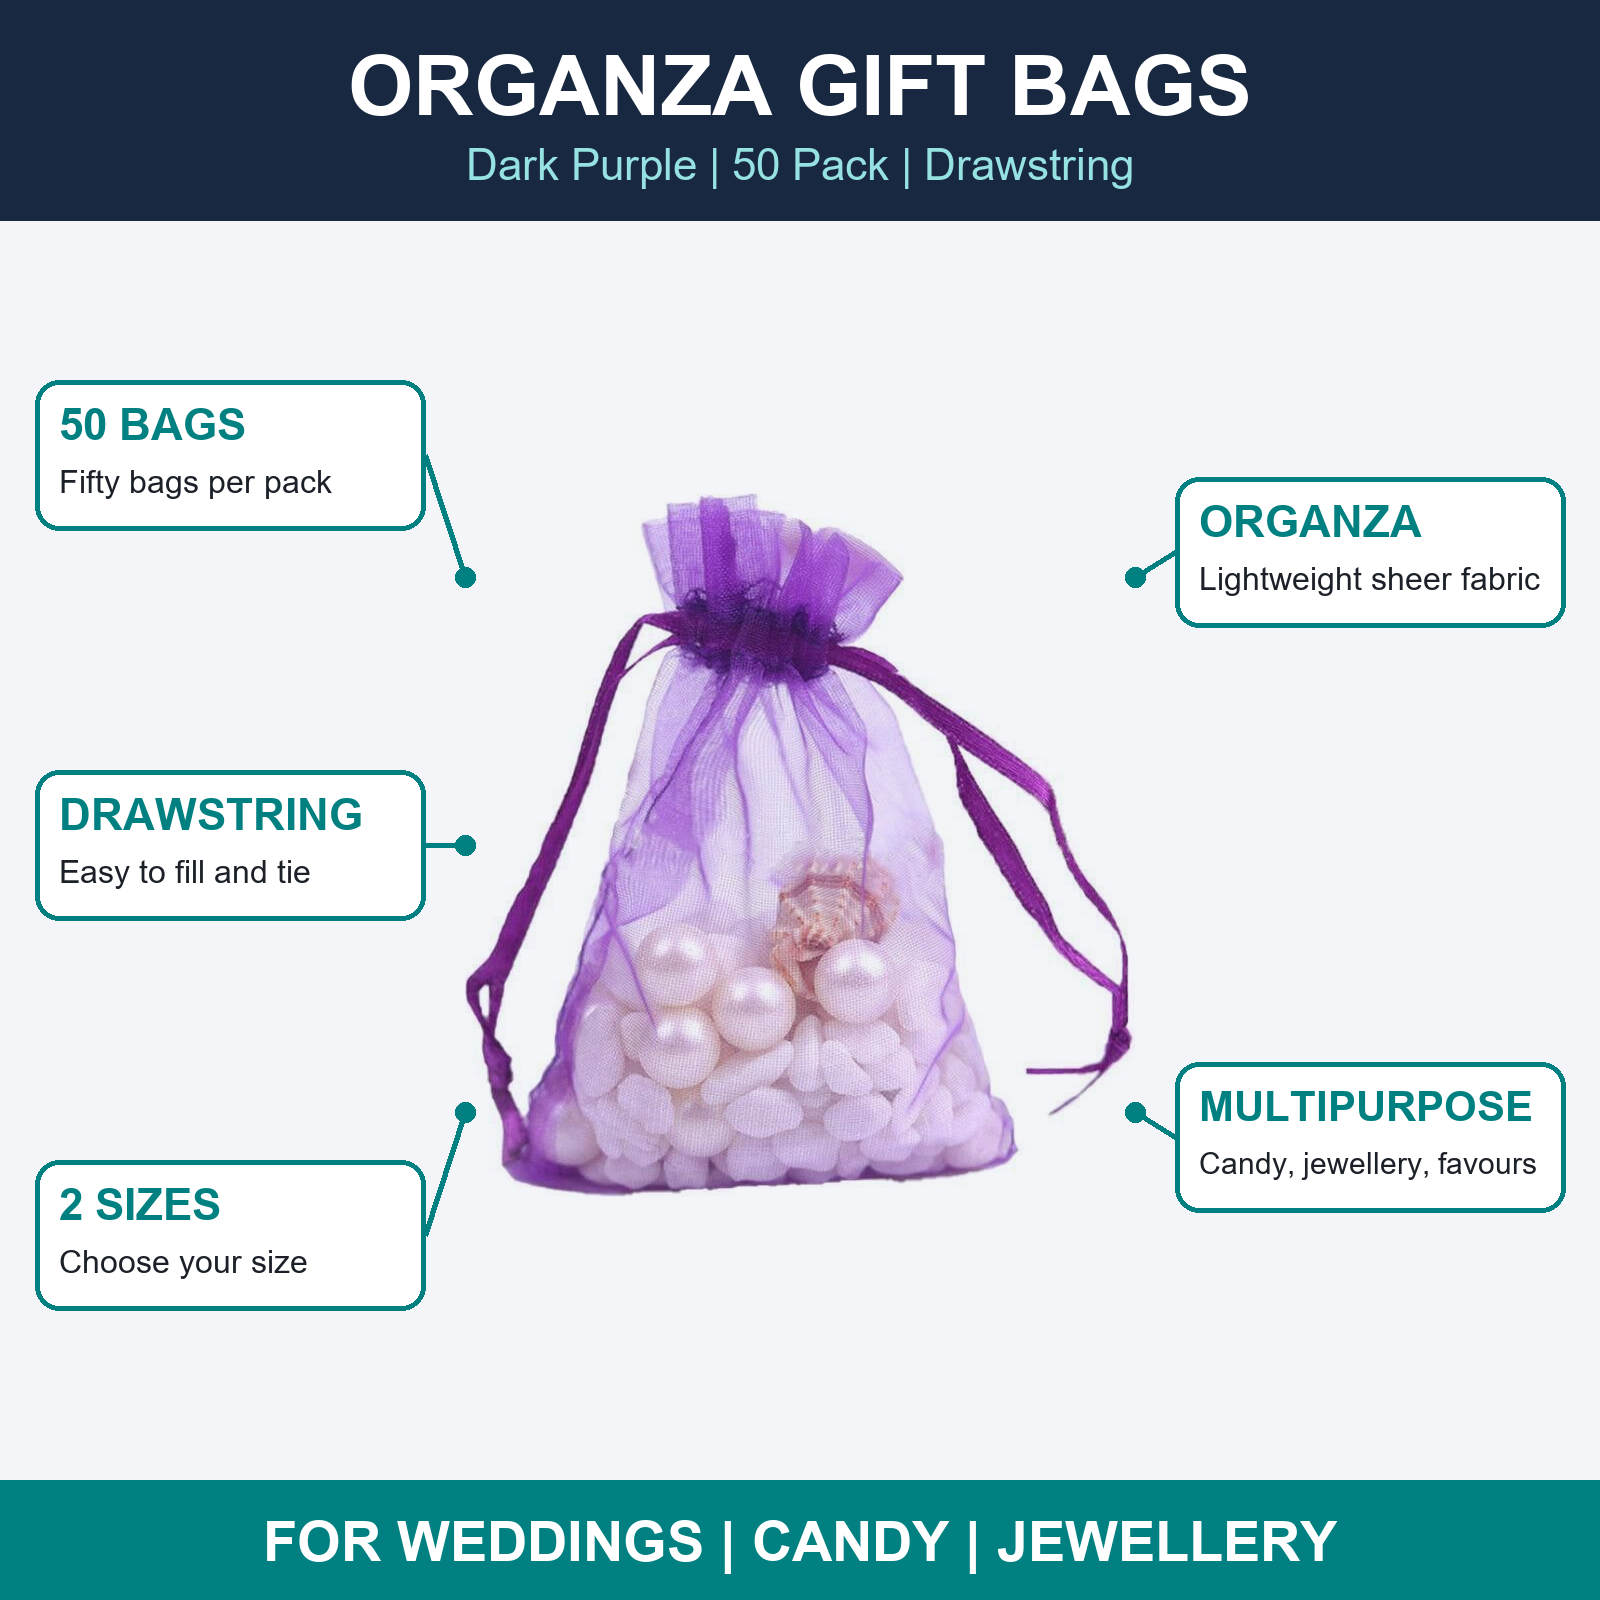 ORGANZA GIFT BAGS
Dark Purple | 50 Pack | Drawstring
50 BAGS
Fifty bags per pack
ORGANZA
Lightweight sheer fabric
DRAWSTRING
Easy to fill and tie
MULTIPURPOSE
Candy, jewellery, favours
2 SIZES
Choose your size
FOR WEDDINGS | CANDY | JEWELLERY